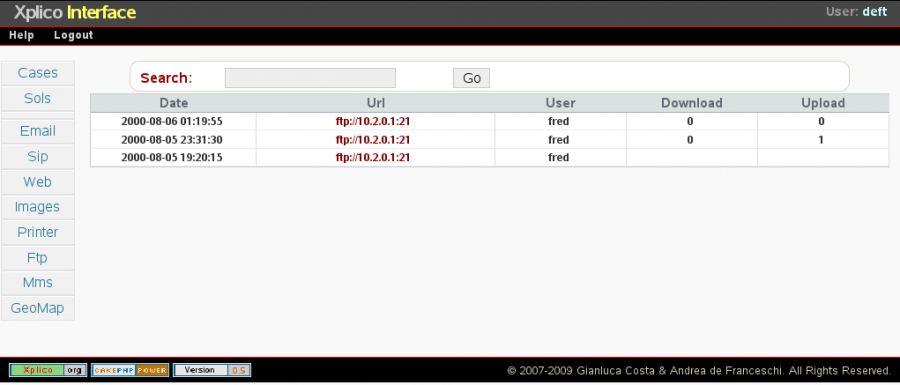 Xplico Interface User: deft
Help Logout
Cases
Sols
Email
Sip
Web
Images
Printer
Ftp
Mms
GeoMap
Search: Go
Date Url User Download Upload
2000-08-06 01:19:55 ftp://10.2.0.1:21 fred 0 0
2000-08-05 23:31:30 ftp://10.2.0.1:21 fred 0 1
2000-08-05 19:20:15 ftp://10.2.0.1:21 fred
Xplico org CAKEPHP POWER Version 0.5 © 2007-2009 Gianluca Costa & Andrea de Franceschi. All Rights Reserved.